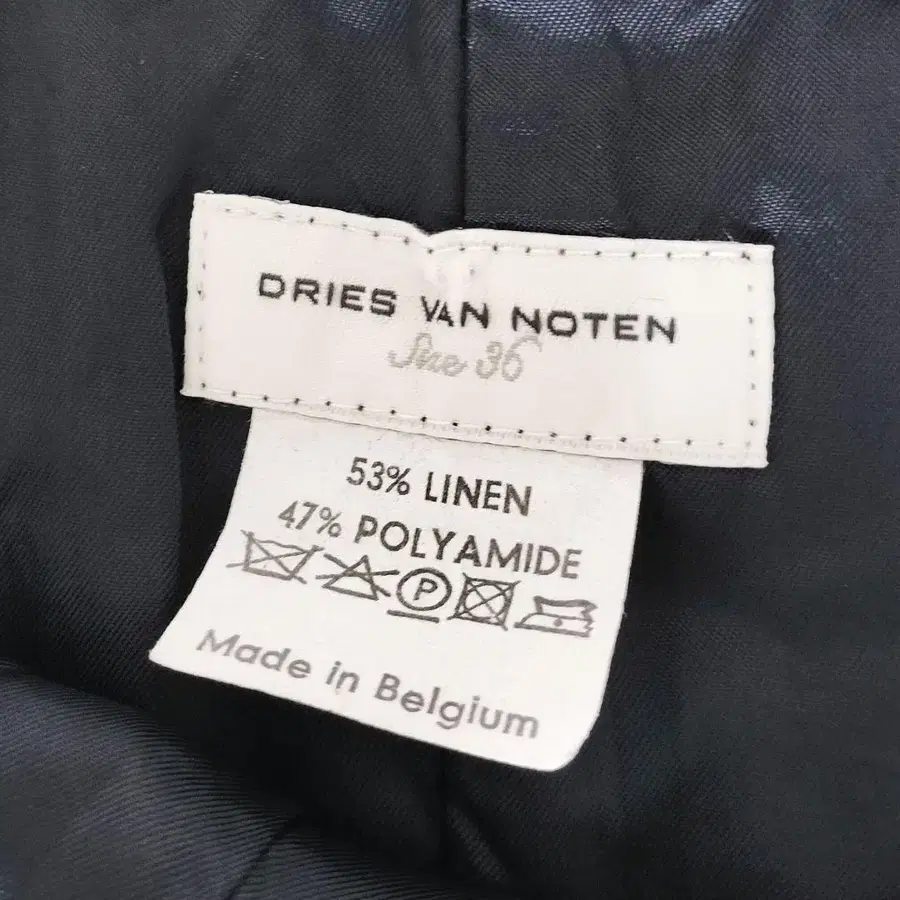 DRIES VAN NOTEN
Size 36
53% LINEN
47% POLYAMIDE
P
Made in Belgium